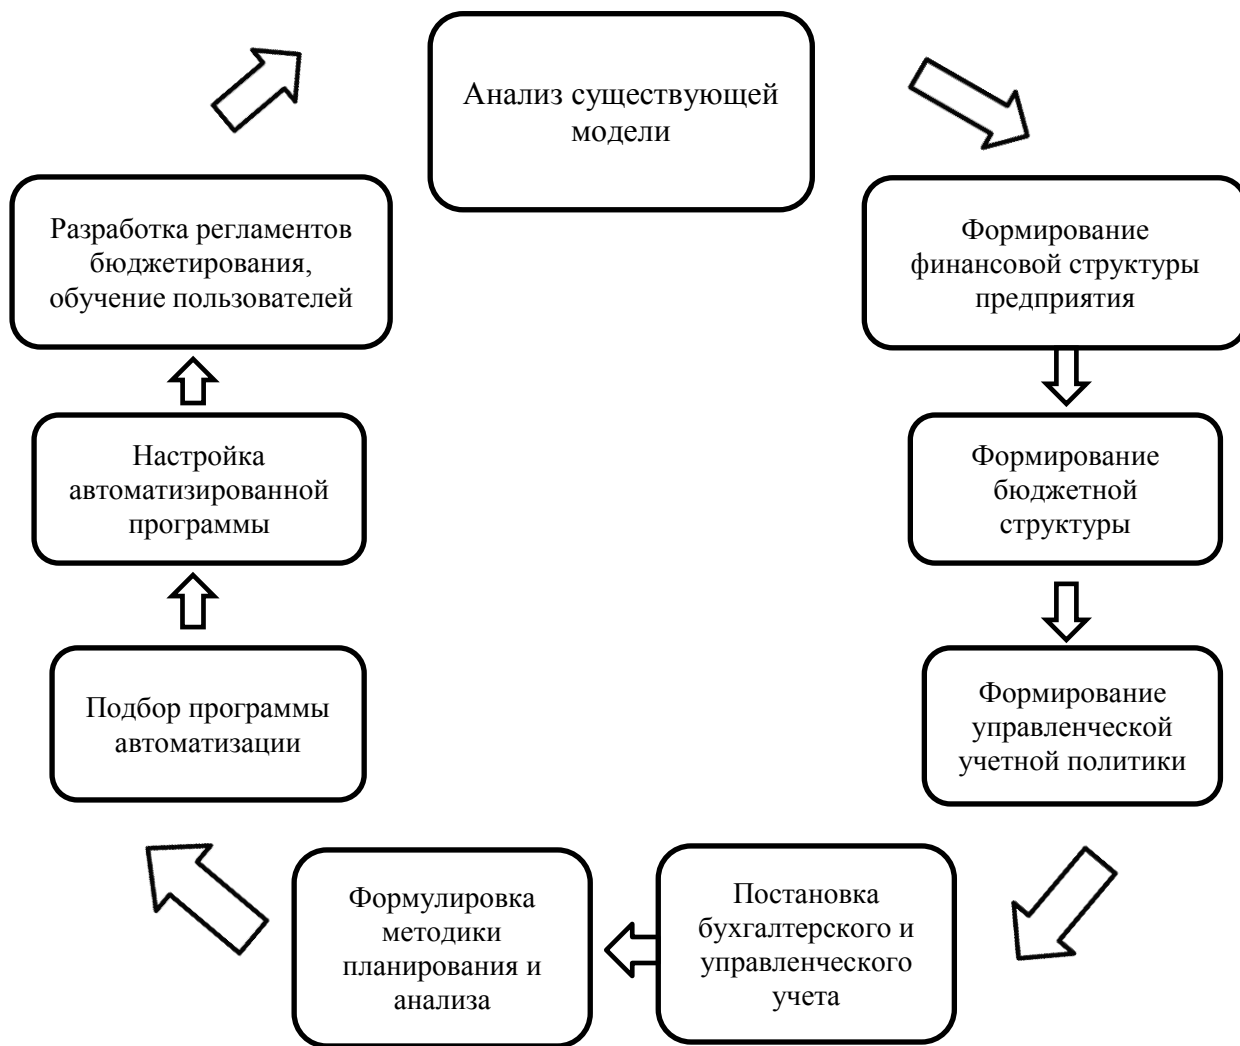 Анализ существующей
модели
Формирование
финансовой структуры
предприятия
Формирование
бюджетной
структуры
Формирование
управленческой
учетной политики
Постановка
бухгалтерского и
управленческого
учета
Формулировка
методики
планирования и
анализа
Подбор программы
автоматизации
Настройка
автоматизированной
программы
Разработка регламентов
бюджетирования,
обучение пользователей